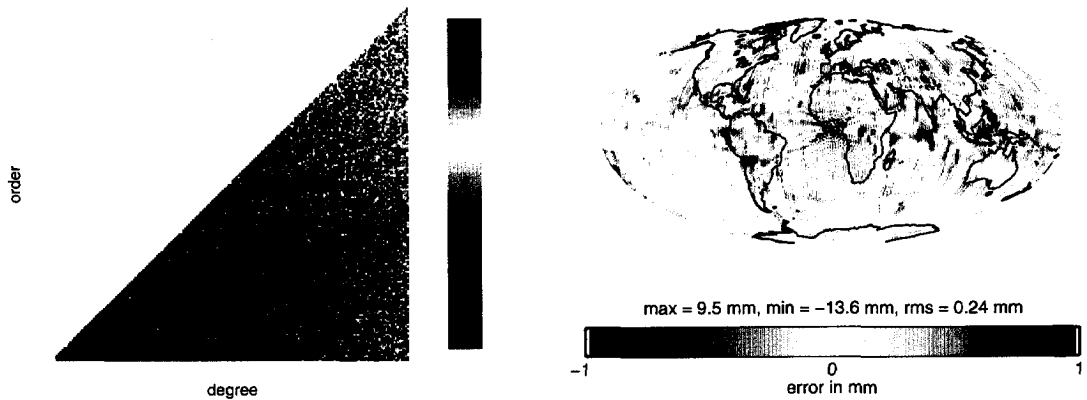 order
degree
max = 9.5 mm, min = −13.6 mm, rms = 0.24 mm
−1 0 1
error in mm